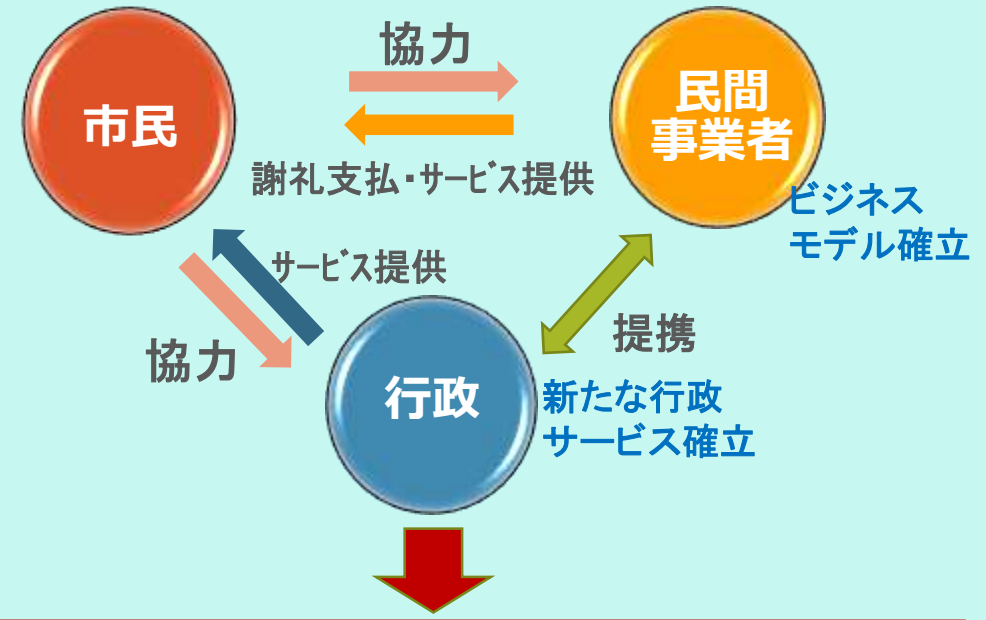 協力
市民
民間
事業者
謝礼支払・ｻｰﾋﾞｽ提供
ビジネス
モデル確立
ｻｰﾋﾞｽ提供
提携
協力
行政
新たな行政
サービス確立